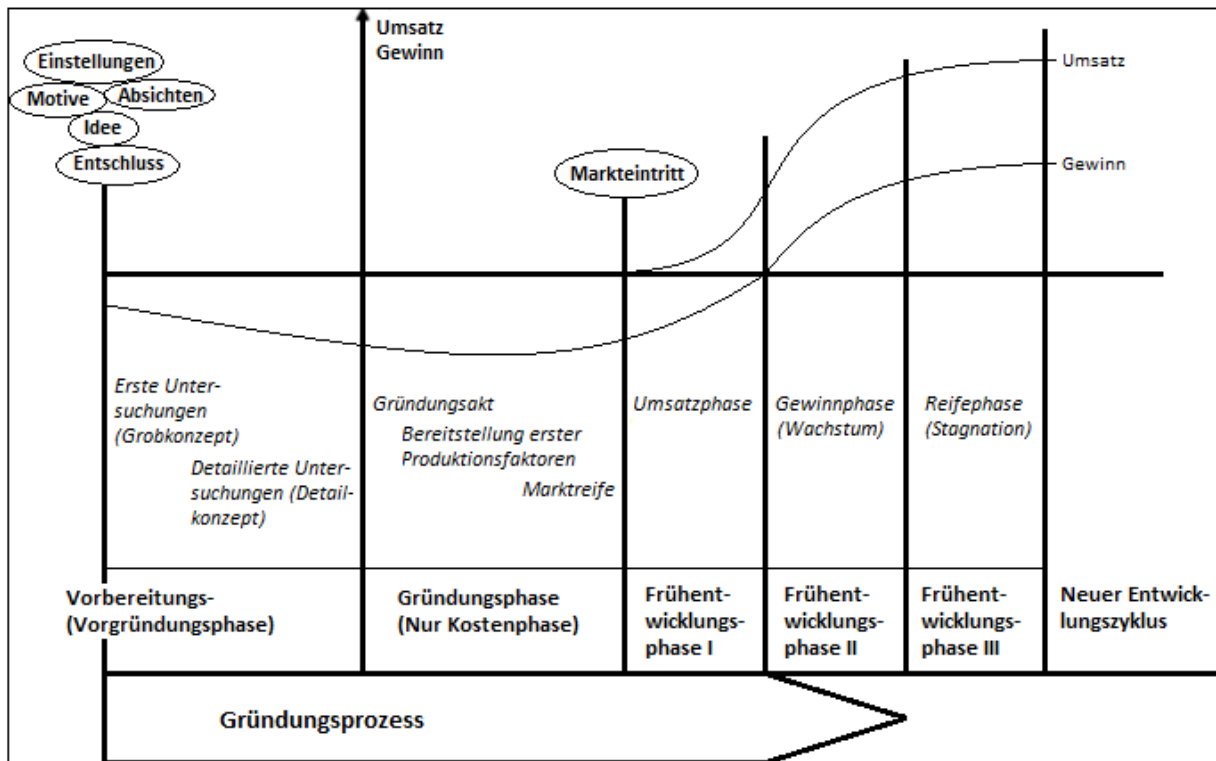 Einstellungen
Motive
Absichten
Idee
Entschluss
Umsatz
Gewinn
Markteintritt
Umsatz
Gewinn
Erste Unter-
suchungen
(Grobkonzept)
Detaillierte Unter-
suchungen (Detail-
konzept)
Gründungsakt
Bereitstellung erster
Produktionsfaktoren
Marktreife
Umsatzphase
Gewinnphase
(Wachstum)
Reifephase
(Stagnation)
Vorbereitungs-
(Vorgründungsphase)
Gründungsphase
(Nur Kostenphase)
Frühent-
wicklungs-
phase I
Frühent-
wicklungs-
phase II
Frühent-
wicklungs-
phase III
Neuer Entwick-
lungszyklus
Gründungsprozess